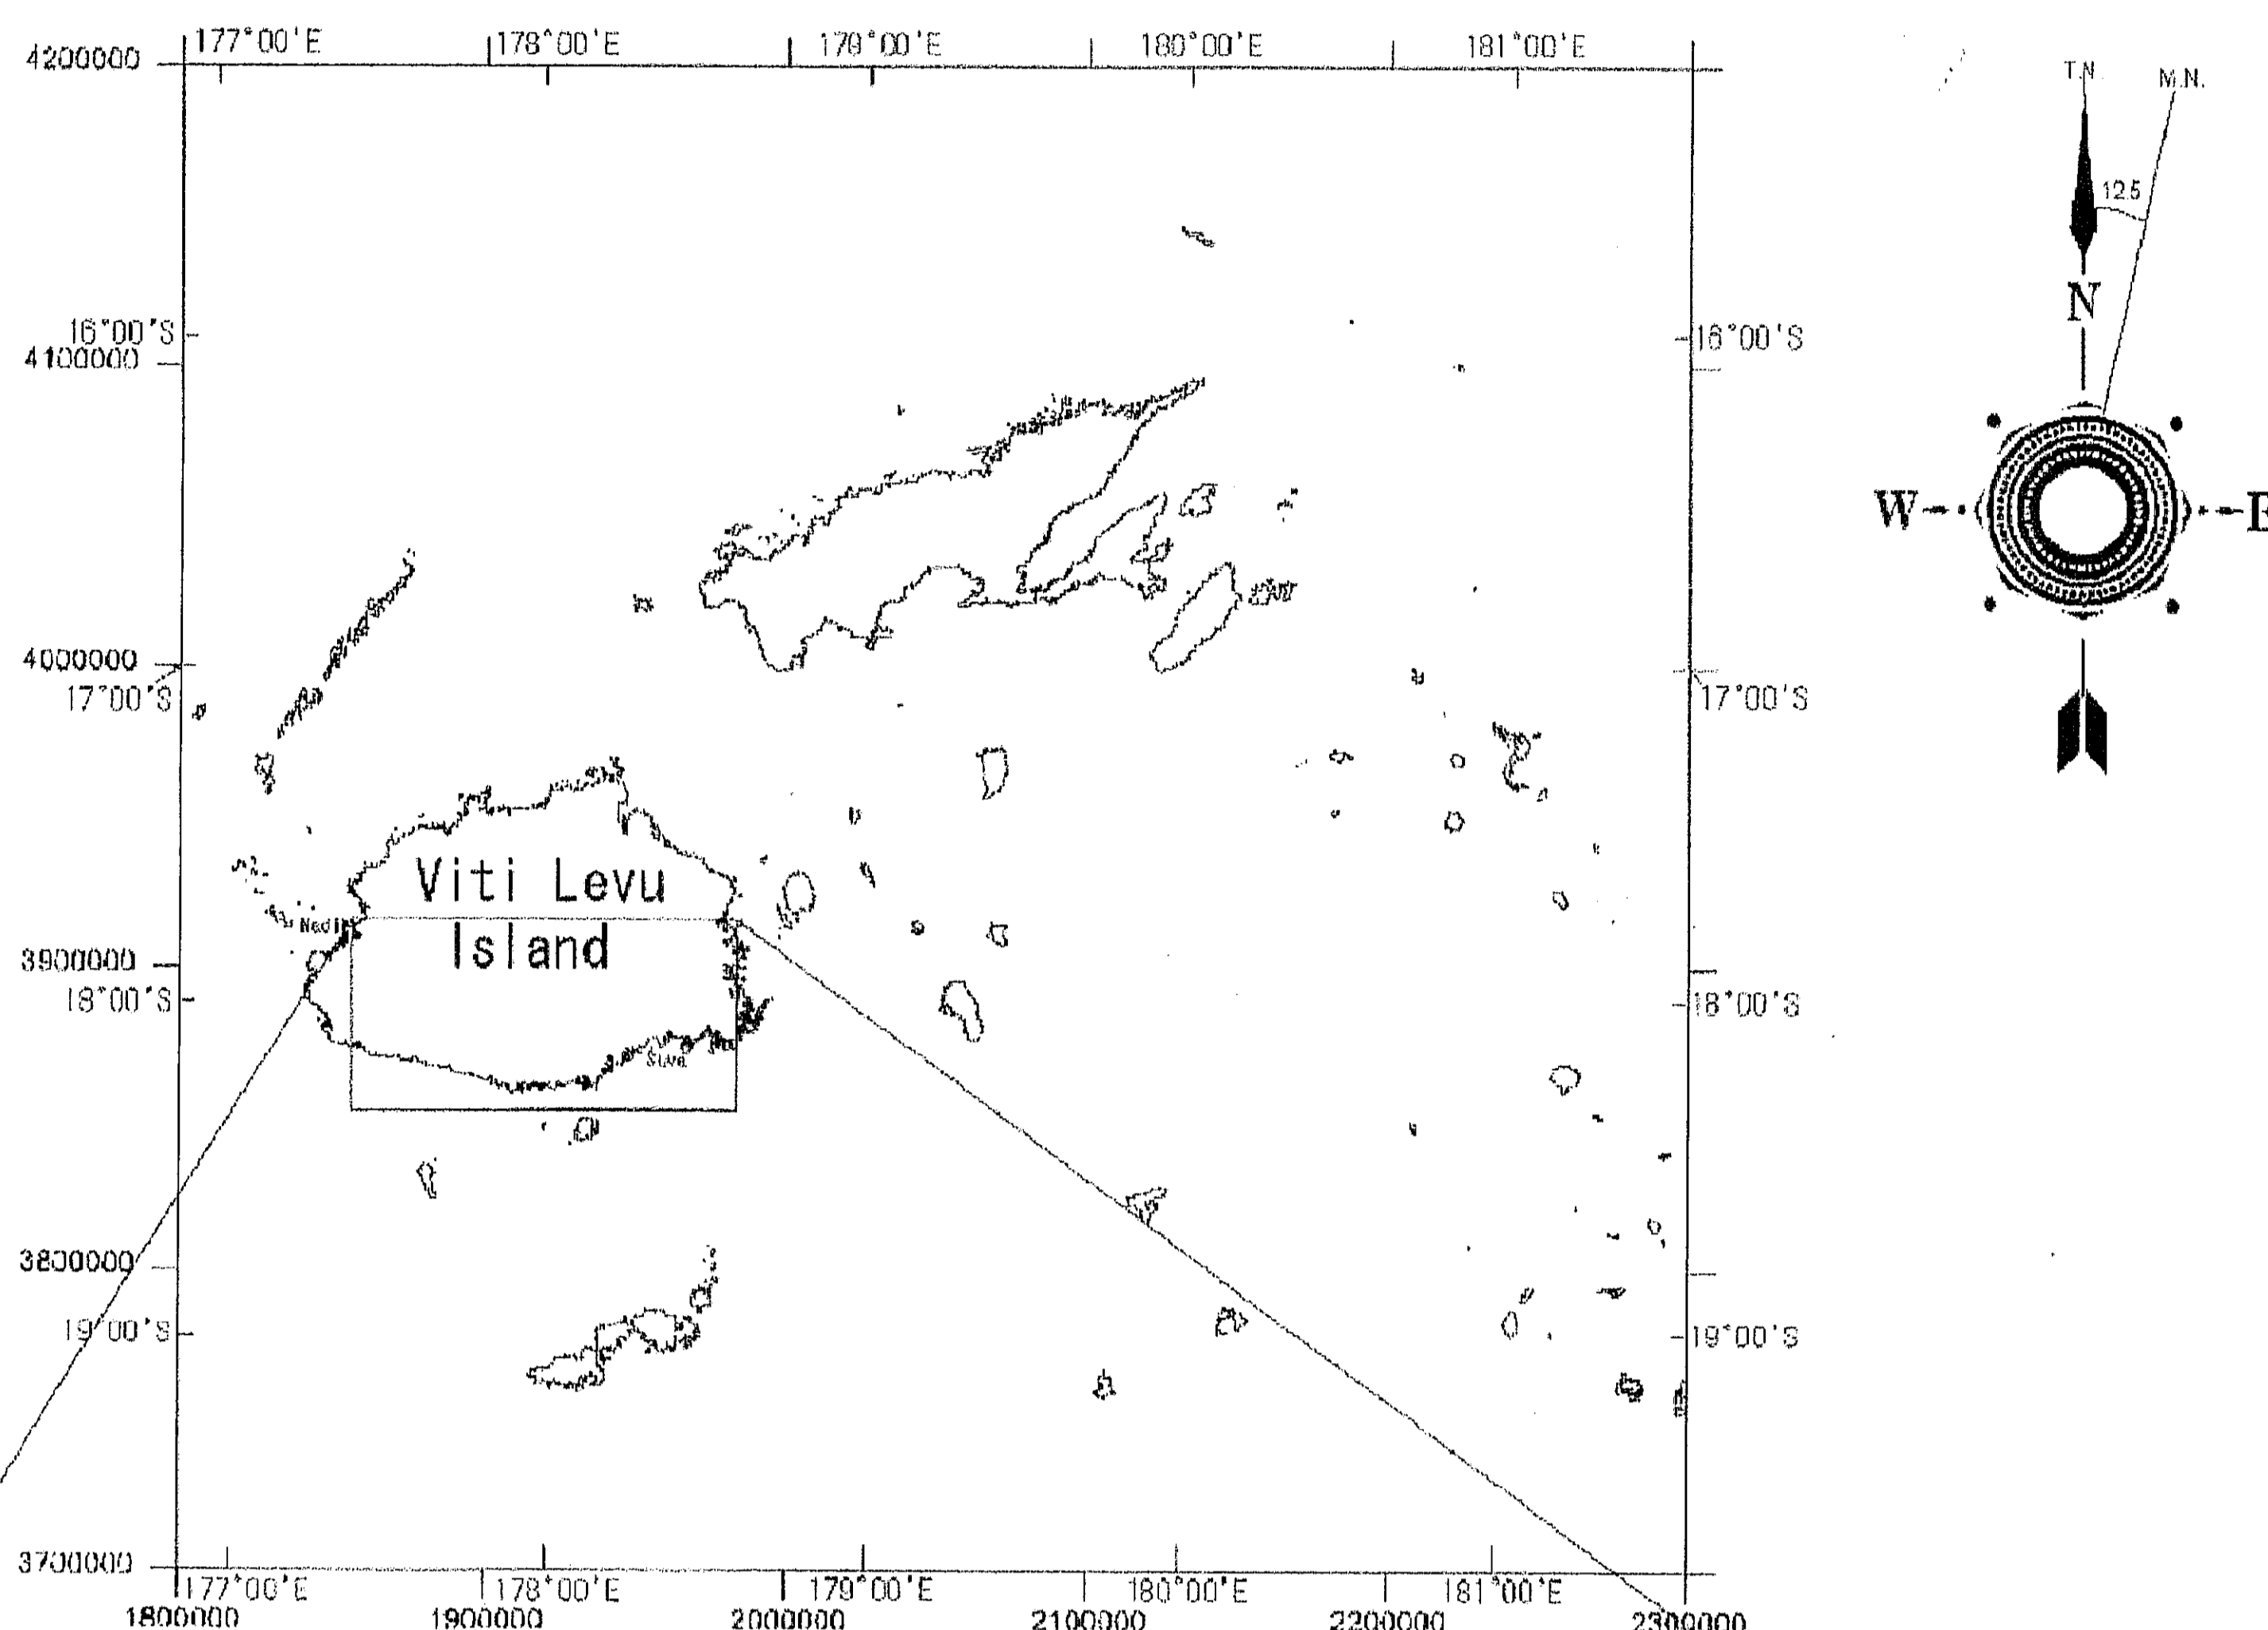 177°00'E 178°00'E 179°00'E 180°00'E 181°00'E
4200000
T.N. M.N.
12.5
N
16°00'S 16°00'S
4100000
W E
4000000
17°00'S 17°00'S
Viti Levu
Nadi Island
3900000
18°00'S 18°00'S
Suva
3800000
19°00'S 19°00'S
3700000
177°00'E 178°00'E 179°00'E 180°00'E 181°00'E
1800000 1900000 2000000 2100000 2200000 2300000